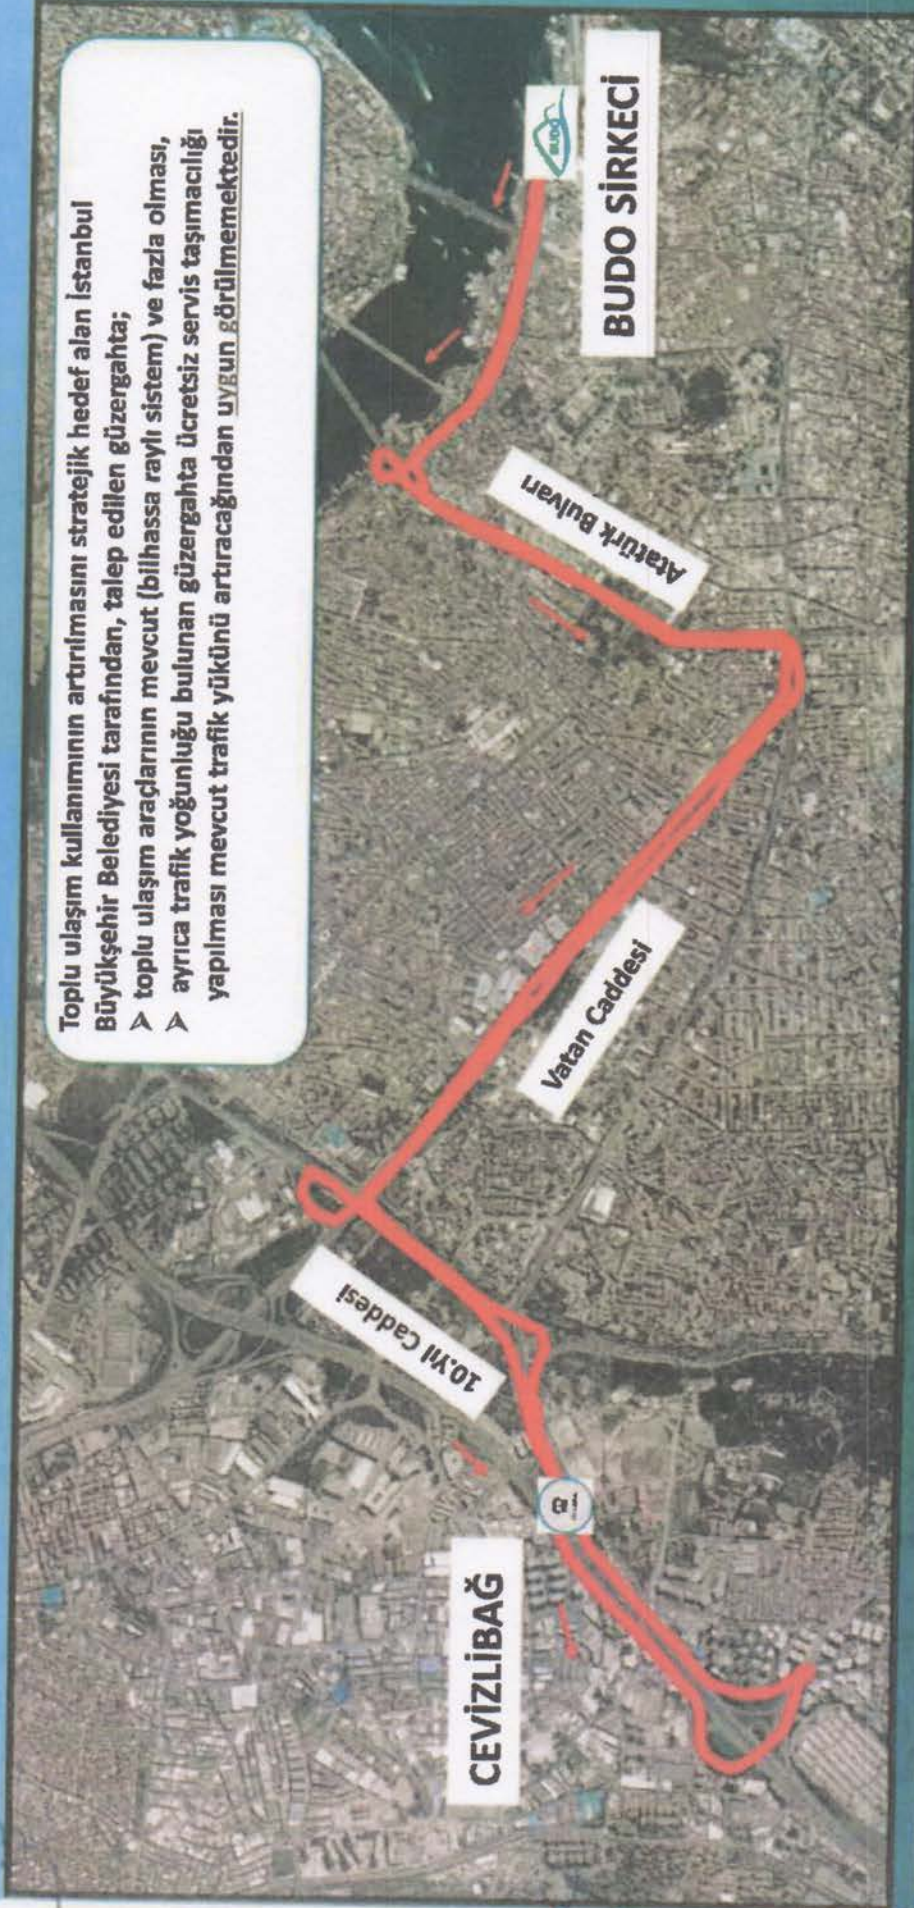 Toplu ulaşım kullanımının artırılmasını stratejik hedef alan İstanbul
Büyükşehir Belediyesi tarafından, talep edilen güzergahta;
➢ toplu ulaşım araçlarının mevcut (bilhassa raylı sistem) ve fazla olması,
➢ ayrıca trafik yoğunluğu bulunan güzergahta ücretsiz servis taşımacılığı
yapılması mevcut trafik yükünü artıracağından uygun görülmemektedir.
10.Yıl Caddesi
Atatürk Bulvarı
BUDO
CEVİZLİBAĞ
Vatan Caddesi
BUDO SİRKECİ